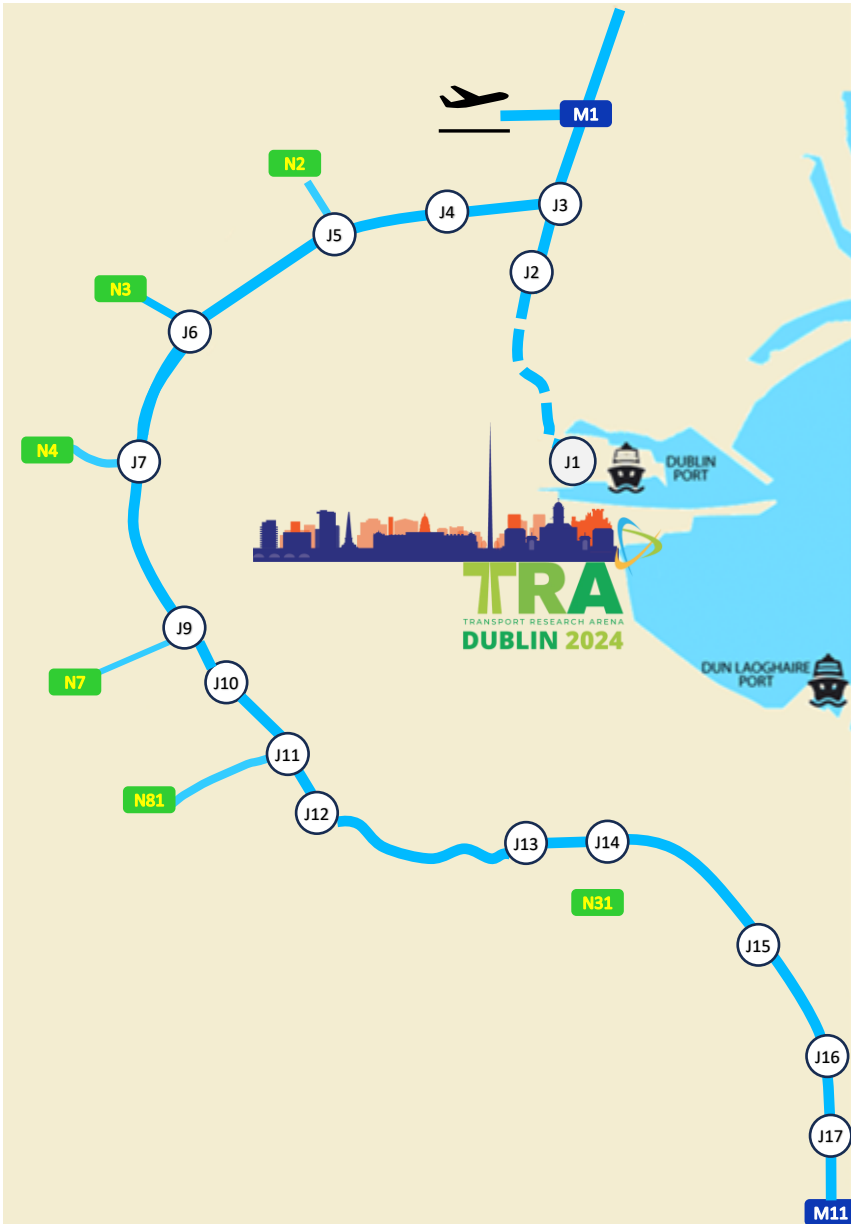 M1
N2
J3
J4
J5
J2
N3
J6
N4
J7
J1
DUBLIN
PORT
TRA
TRANSPORT RESEARCH ARENA
DUBLIN 2024
J9
DUN LAOGHAIRE
PORT
N7
J10
J11
N81
J12
J13
J14
N31
J15
J16
J17
M11